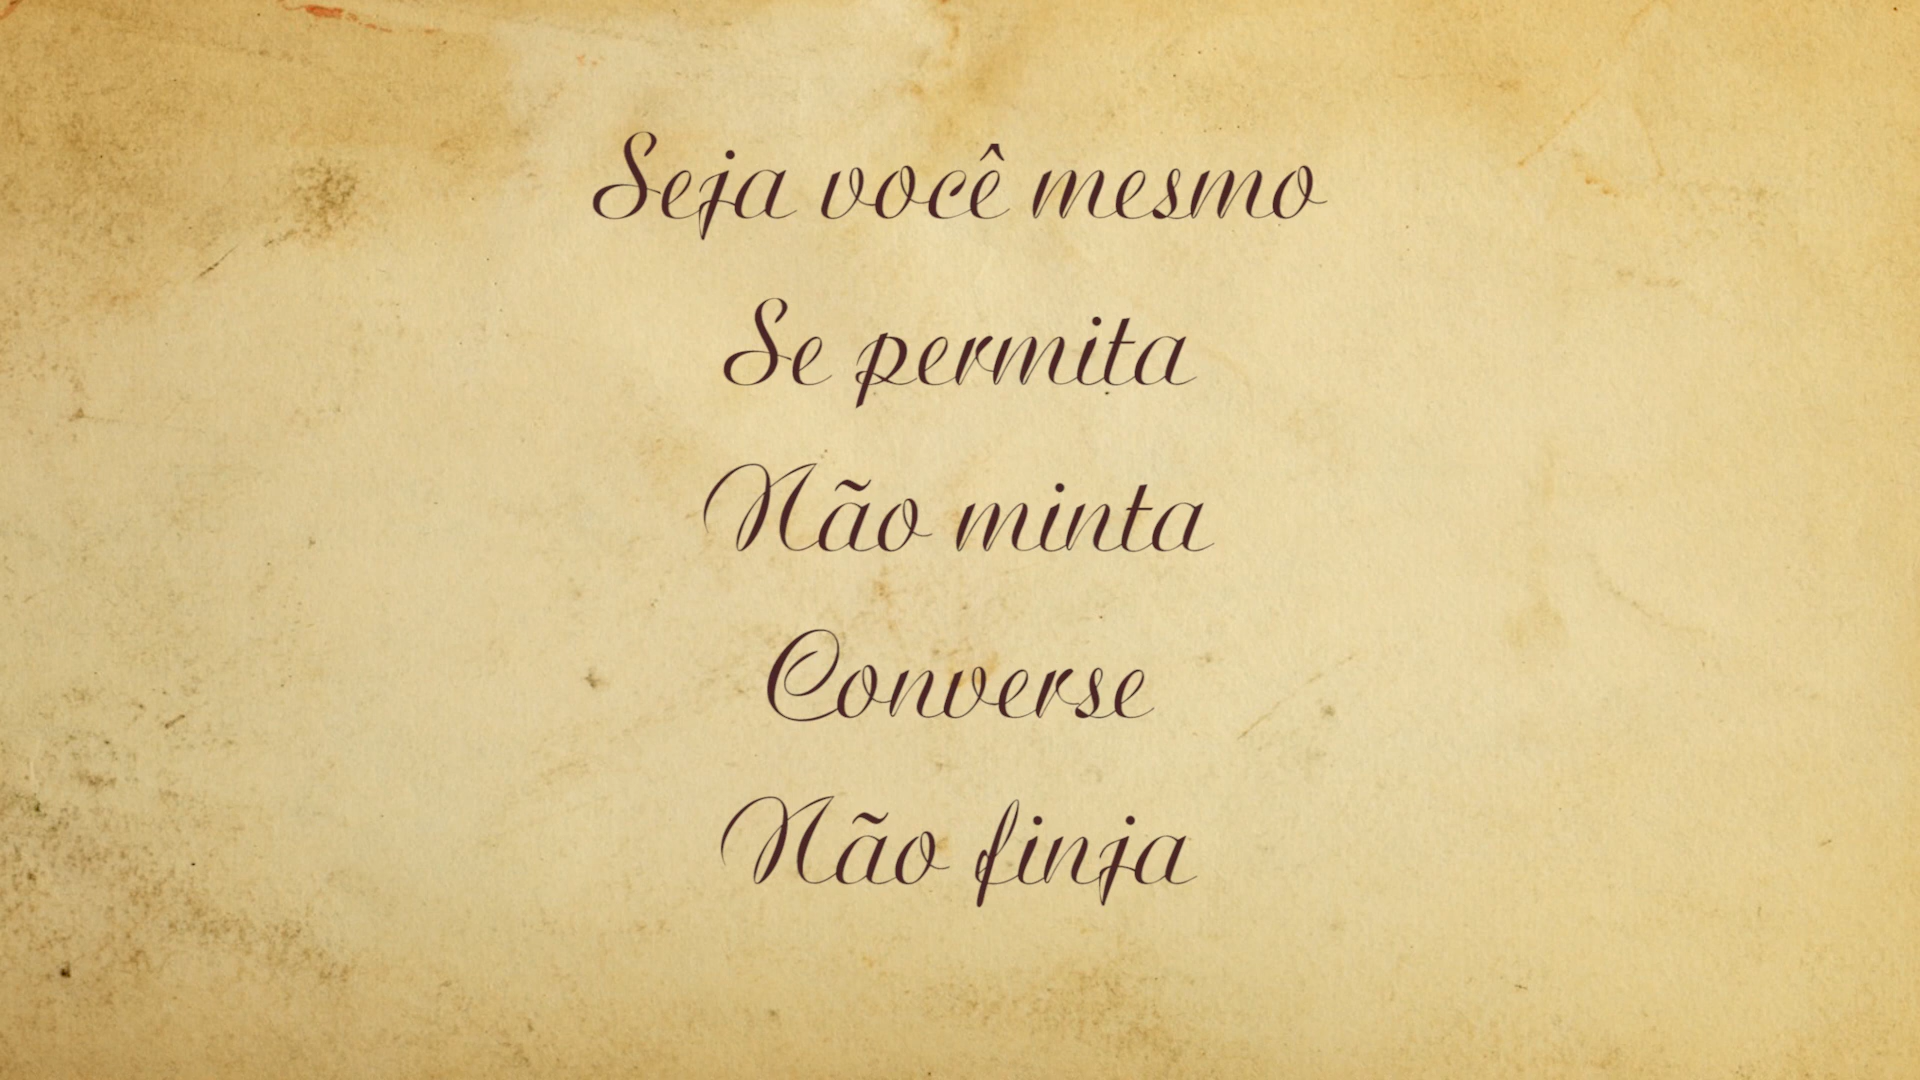 Seja você mesmo
Se permita
Não minta
Converse
Não finja